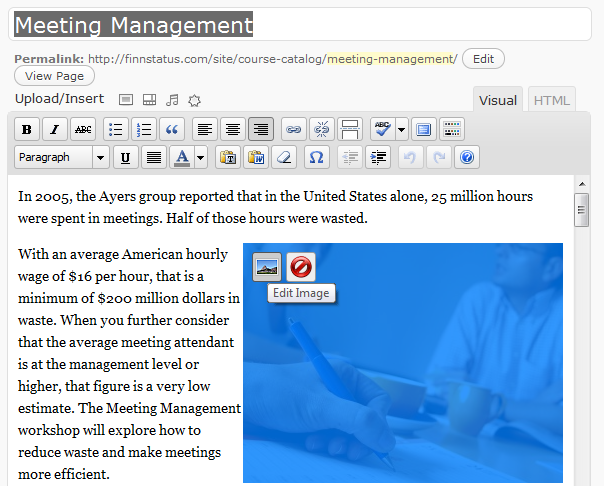 Meeting Management
Permalink: http://finnstatus.com/site/course-catalog/meeting-management/ Edit
View Page
Upload/Insert
Visual HTML
B I ABC ABC
Paragraph U A T W Ω ?
In 2005, the Ayers group reported that in the United States alone, 25 million hours
were spent in meetings. Half of those hours were wasted.
With an average American hourly
wage of $16 per hour, that is a
minimum of $200 million dollars in
waste. When you further consider
that the average meeting attendant
is at the management level or
higher, that figure is a very low
estimate. The Meeting Management
workshop will explore how to
reduce waste and make meetings
more efficient.
Edit Image